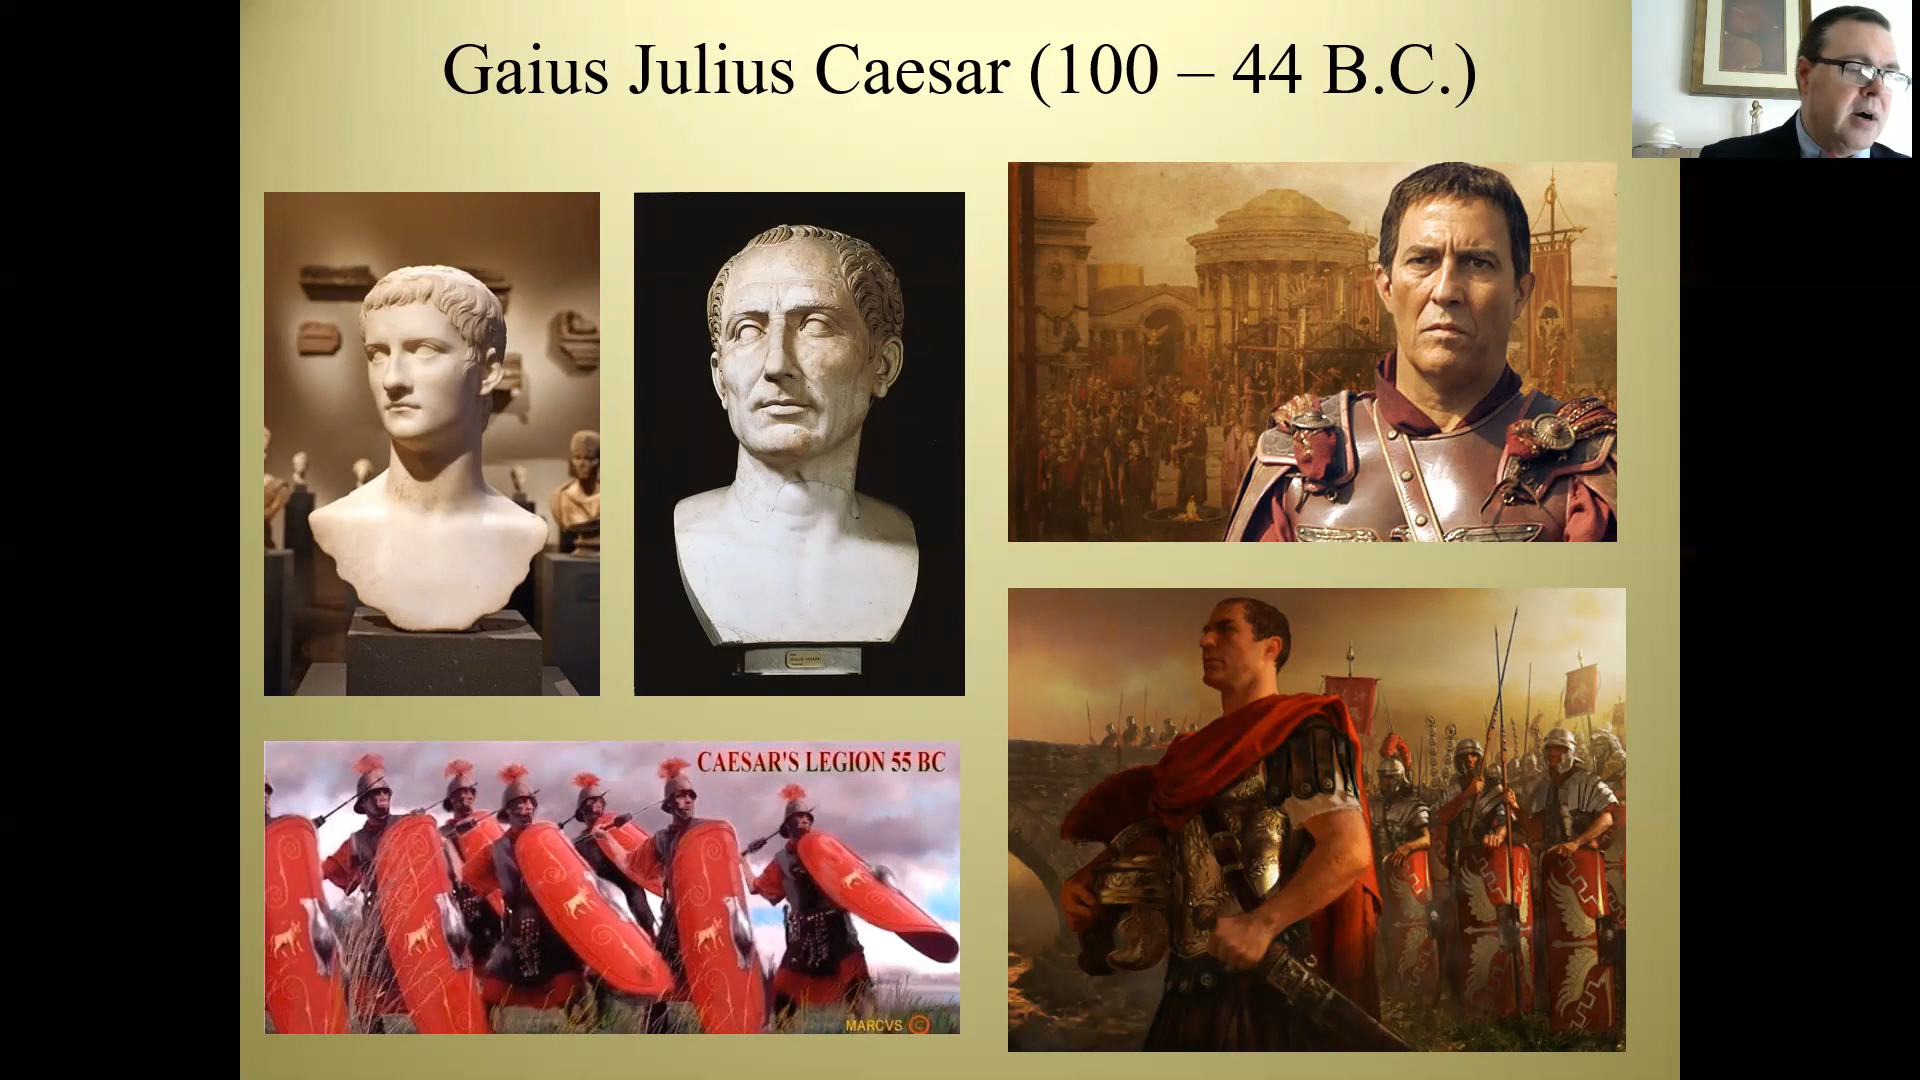 Gaius Julius Caesar (100 – 44 B.C.)
CAESAR'S LEGION 55 BC
MARCVS ©